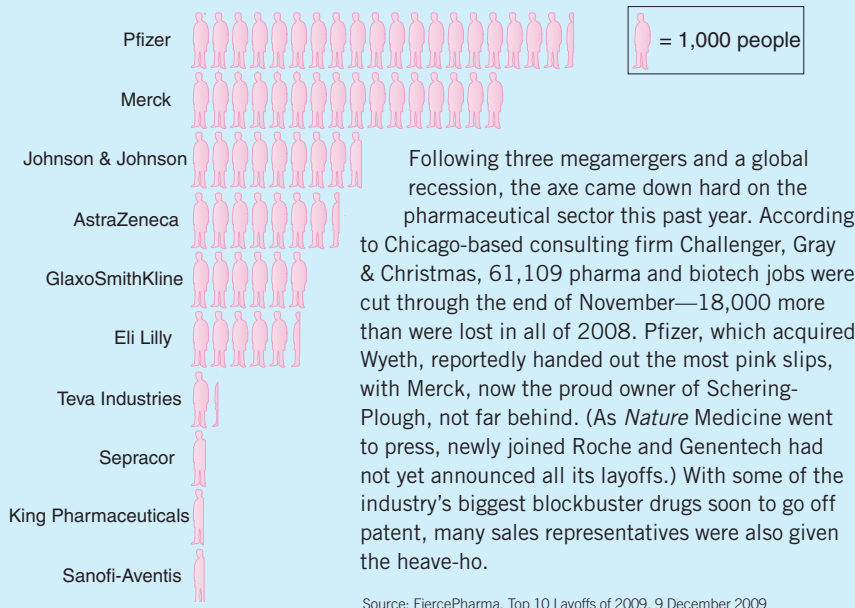 Pfizer
= 1,000 people
Merck
Johnson & Johnson
AstraZeneca
GlaxoSmithKline
Eli Lilly
Teva Industries
Sepracor
King Pharmaceuticals
Sanofi-Aventis
Following three megamergers and a global
recession, the axe came down hard on the
pharmaceutical sector this past year. According
to Chicago-based consulting firm Challenger, Gray
& Christmas, 61,109 pharma and biotech jobs were
cut through the end of November—18,000 more
than were lost in all of 2008. Pfizer, which acquired
Wyeth, reportedly handed out the most pink slips,
with Merck, now the proud owner of Schering-
Plough, not far behind. (As Nature Medicine went
to press, newly joined Roche and Genentech had
not yet announced all its layoffs.) With some of the
industry's biggest blockbuster drugs soon to go off
patent, many sales representatives were also given
the heave-ho.
Source: FiercePharma, Top 10 Layoffs of 2009, 9 December 2009